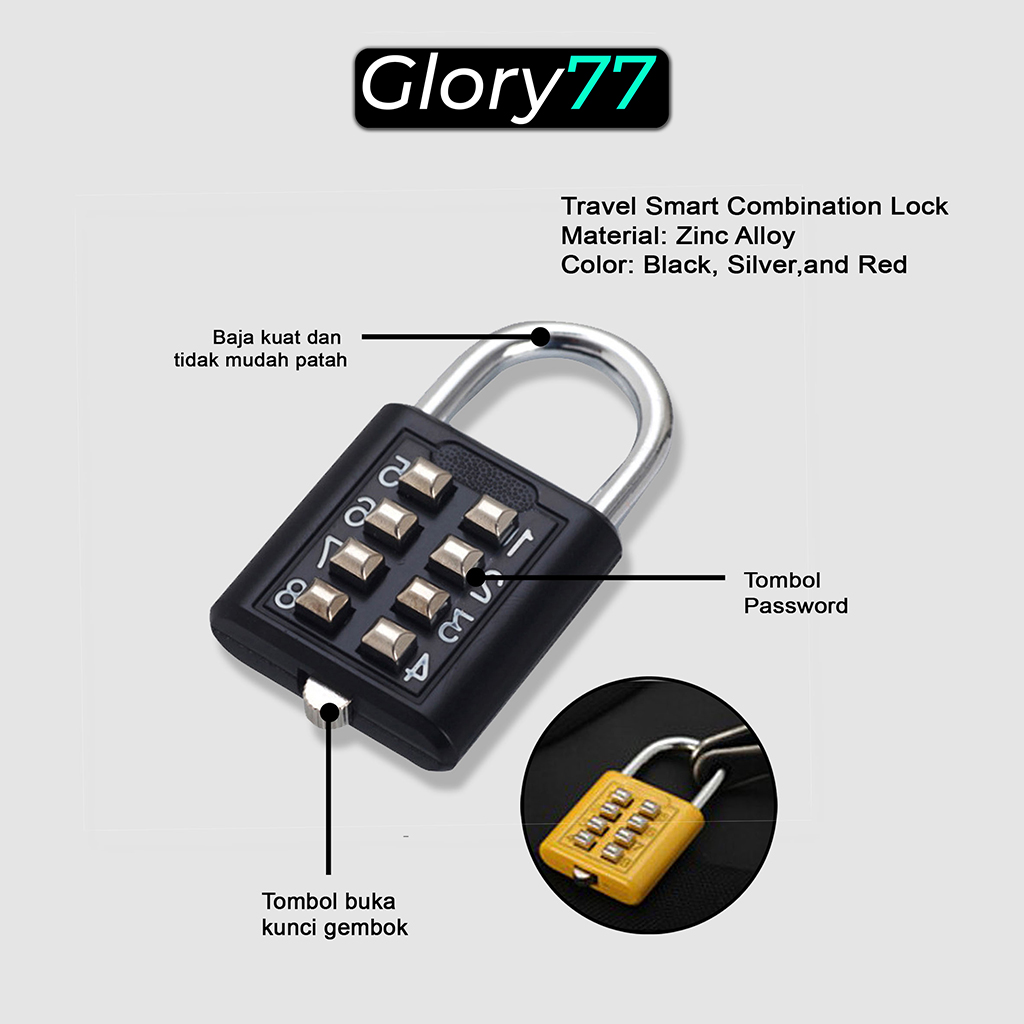 Glory77
Travel Smart Combination Lock
Material: Zinc Alloy
Color: Black, Silver,and Red
Baja kuat dan
tidak mudah patah
5
6
7
8
1
2
3
4
Tombol
Password
Tombol buka
kunci gembok